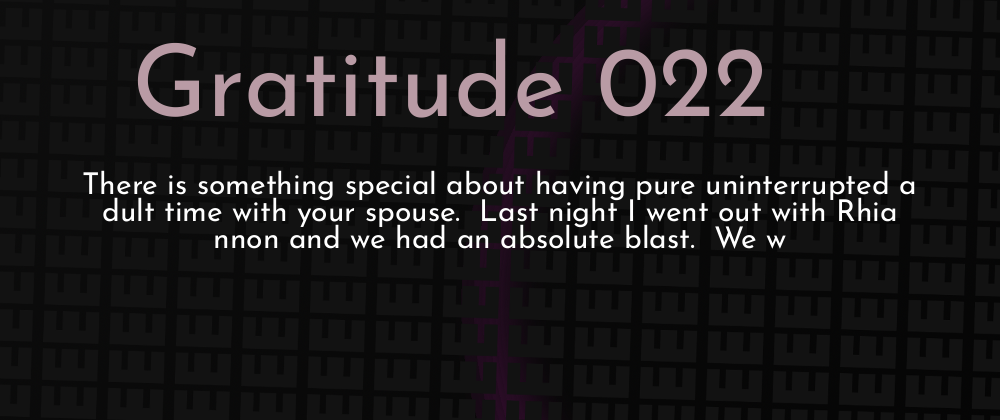 Gratitude 022
There is something special about having pure uninterrupted a
dult time with your spouse.  Last night I went out with Rhia
nnon and we had an absolute blast.  We w